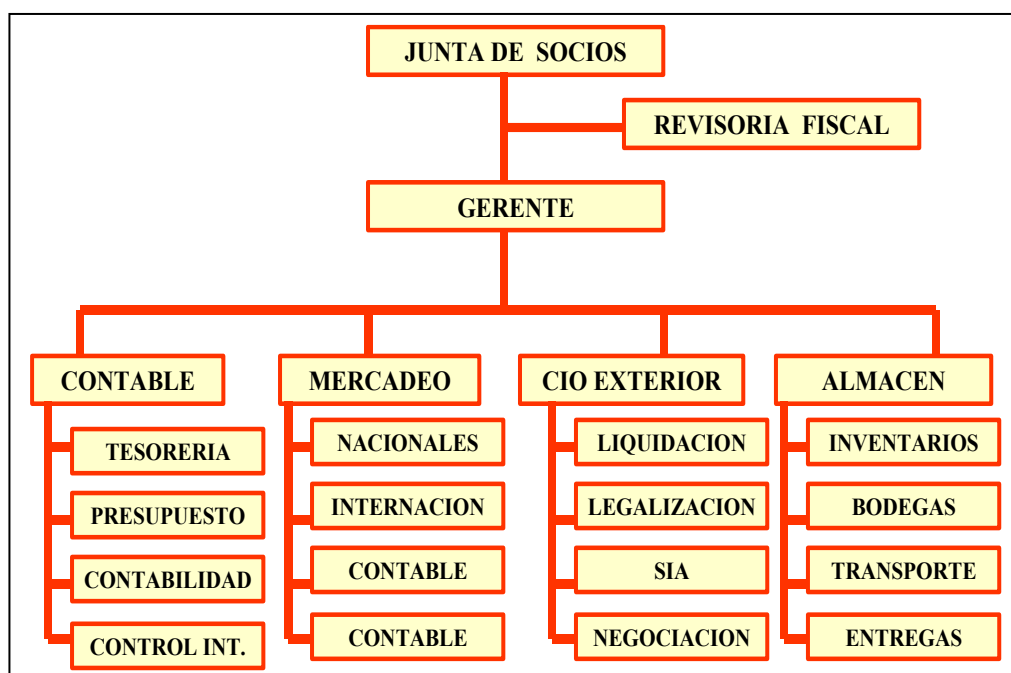 JUNTA DE SOCIOS
REVISORIA FISCAL
GERENTE
CONTABLE
TESORERIA
PRESUPUESTO
CONTABILIDAD
CONTROL INT.
MERCADEO
NACIONALES
INTERNACION
CONTABLE
CONTABLE
CIO EXTERIOR
LIQUIDACION
LEGALIZACION
SIA
NEGOCIACION
ALMACEN
INVENTARIOS
BODEGAS
TRANSPORTE
ENTREGAS